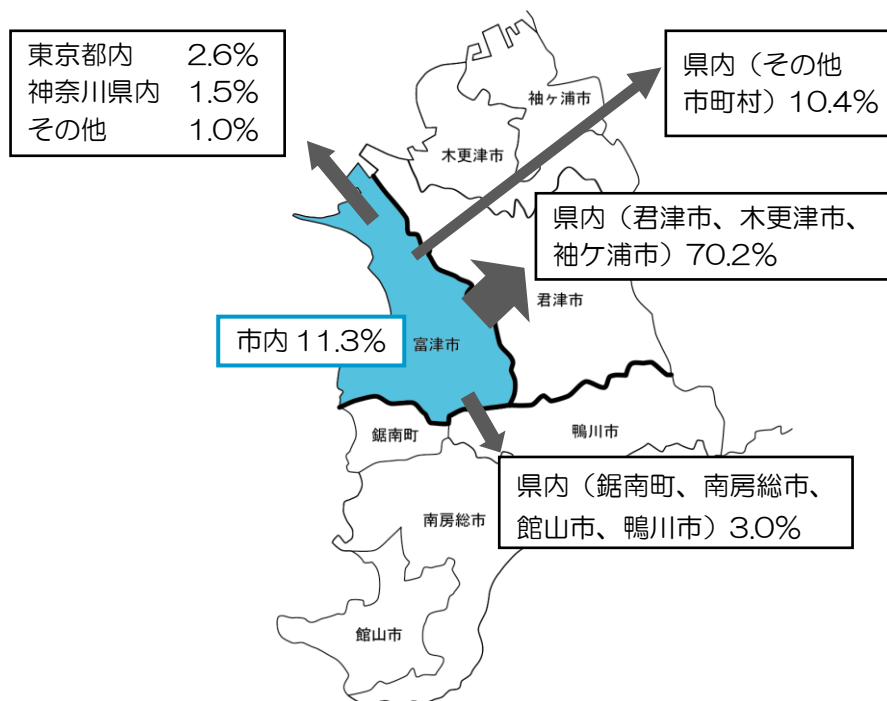 東京都内 2.6%
神奈川県内 1.5%
その他 1.0%
県内（その他
市町村）10.4%
袖ヶ浦市
木更津市
県内（君津市、木更津市、
袖ケ浦市）70.2%
君津市
市内 11.3%
富津市
鋸南町
鴨川市
県内（鋸南町、南房総市、
館山市、鴨川市）3.0%
南房総市
館山市